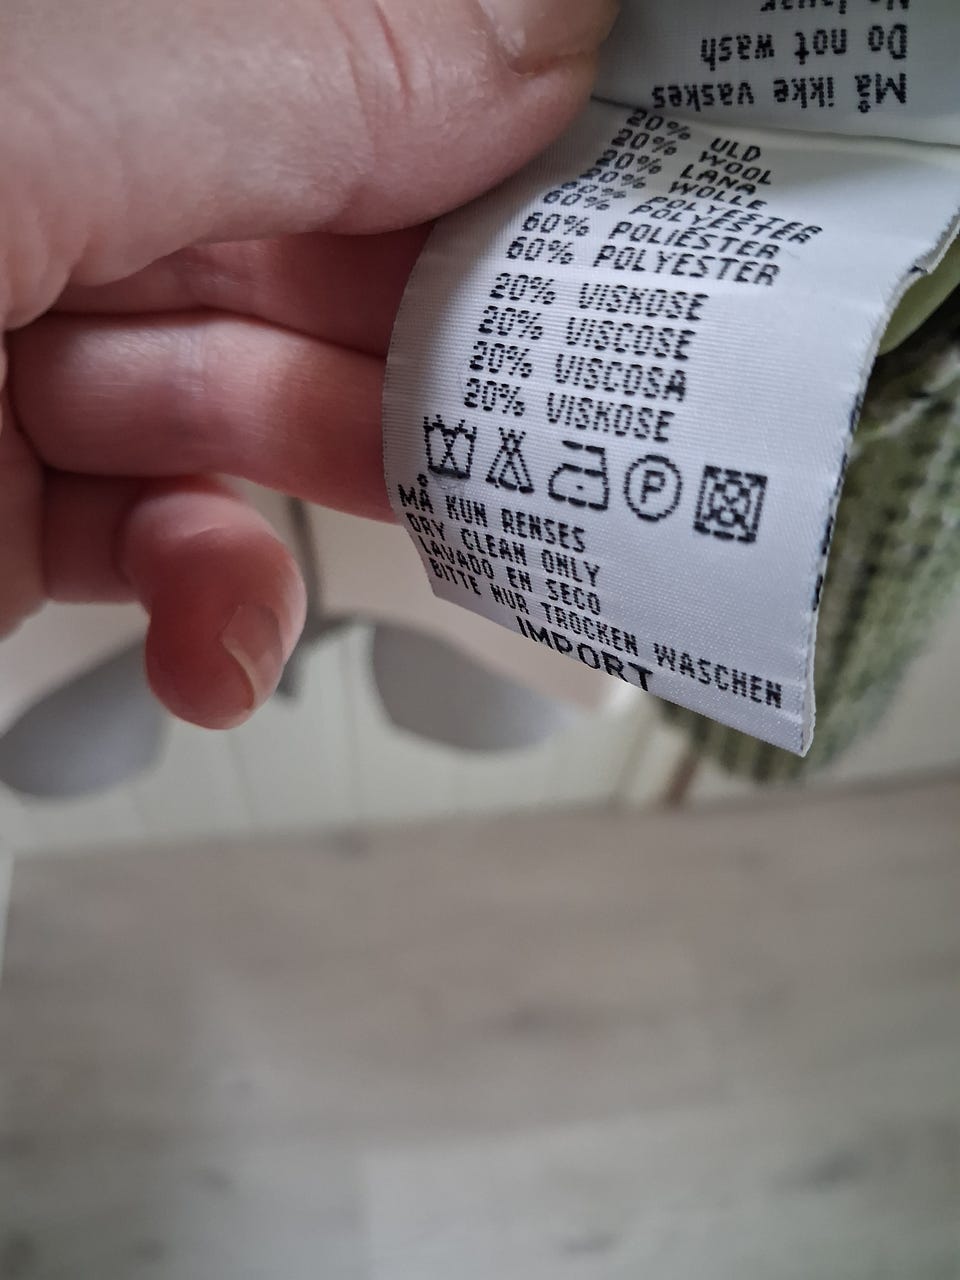 Må ikke vaskes
Do not wash
20% ULD
20% WOOL
20% LANA
20% WOLLE
60% POLYESTER
60% POLYESTER
60% POLIESTER
60% POLYESTER
20% VISKOSE
20% VISCOSE
20% VISCOSA
20% VISKOSE
P
MÅ KUN RENSES
DRY CLEAN ONLY
LAVADO EN SECO
BITTE NUR TROCKEN WASCHEN
IMPORT